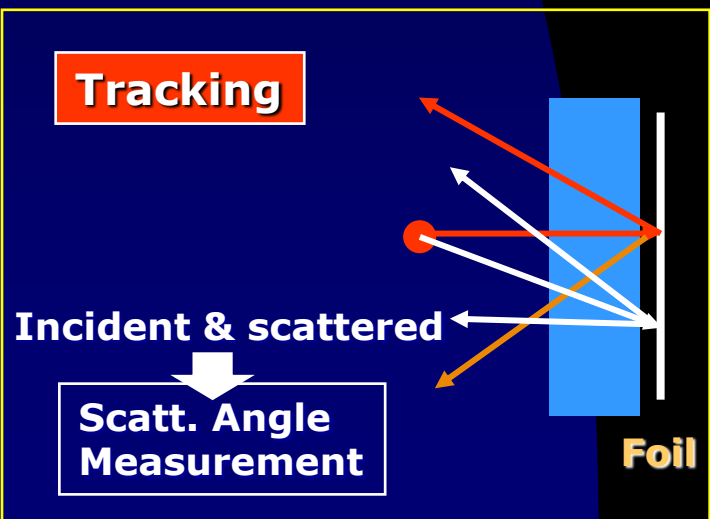 Tracking
Incident & scattered
Scatt. Angle
Measurement
Foil